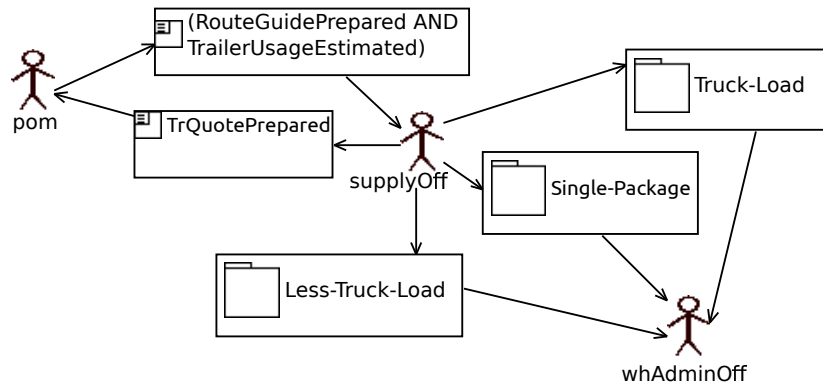 (RouteGuidePrepared AND
TrailerUsageEstimated)
pom
TrQuotePrepared
Truck-Load
supplyOff
Single-Package
Less-Truck-Load
whAdminOff